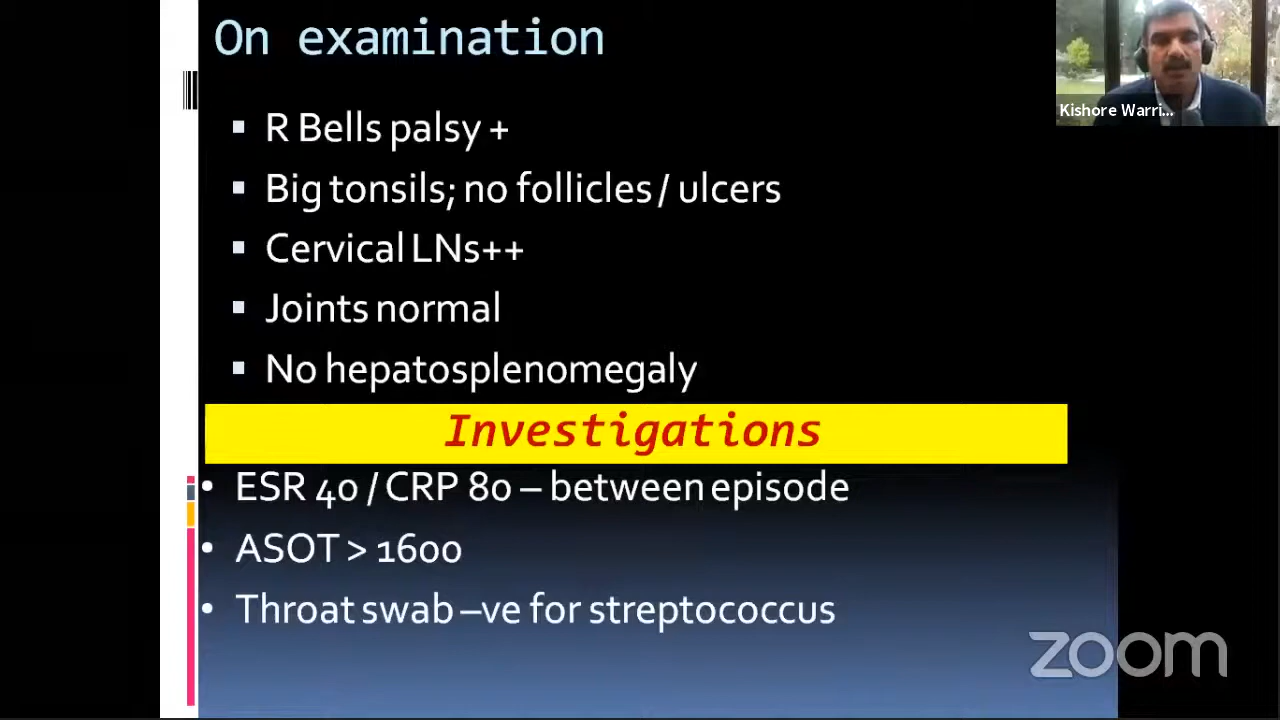 On examination
Kishore Warri...
R Bells palsy +
Big tonsils; no follicles / ulcers
Cervical LNs++
Joints normal
No hepatosplenomegaly
Investigations
ESR 40 / CRP 80 – between episode
ASOT > 1600
Throat swab –ve for streptococcus
zoom